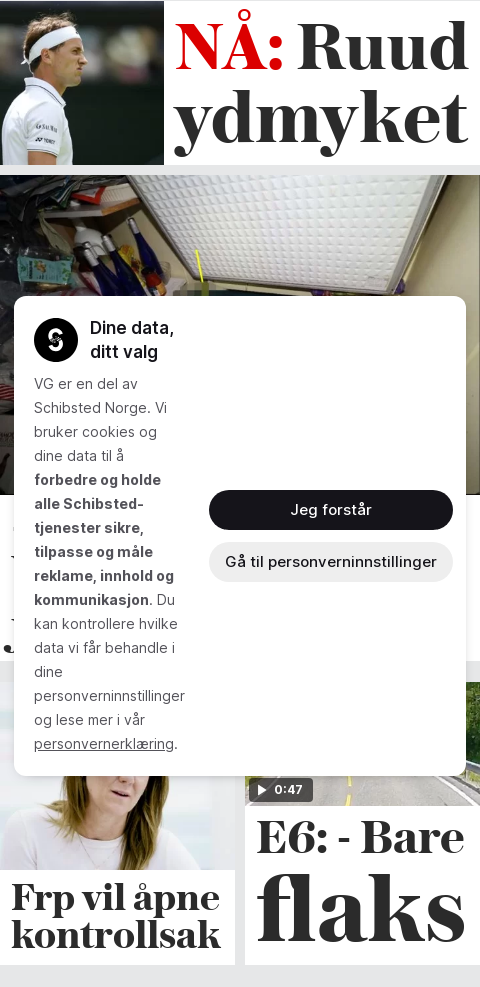 NÅ: Ruud
ydmyket
YONEX
Dine data,
ditt valg
VG er en del av
Schibsted Norge. Vi
bruker cookies og
dine data til å
forbedre og holde
alle Schibsted-
tjenester sikre,
tilpasse og måle
reklame, innhold og
kommunikasjon. Du
kan kontrollere hvilke
data vi får behandle i
dine
personverninnstillinger
og lese mer i vår
personvernerklæring.
Jeg forstår
Gå til personverninnstillinger
0:47
E6: - Bare
flaks
Frp vil åpne
kontrollsak